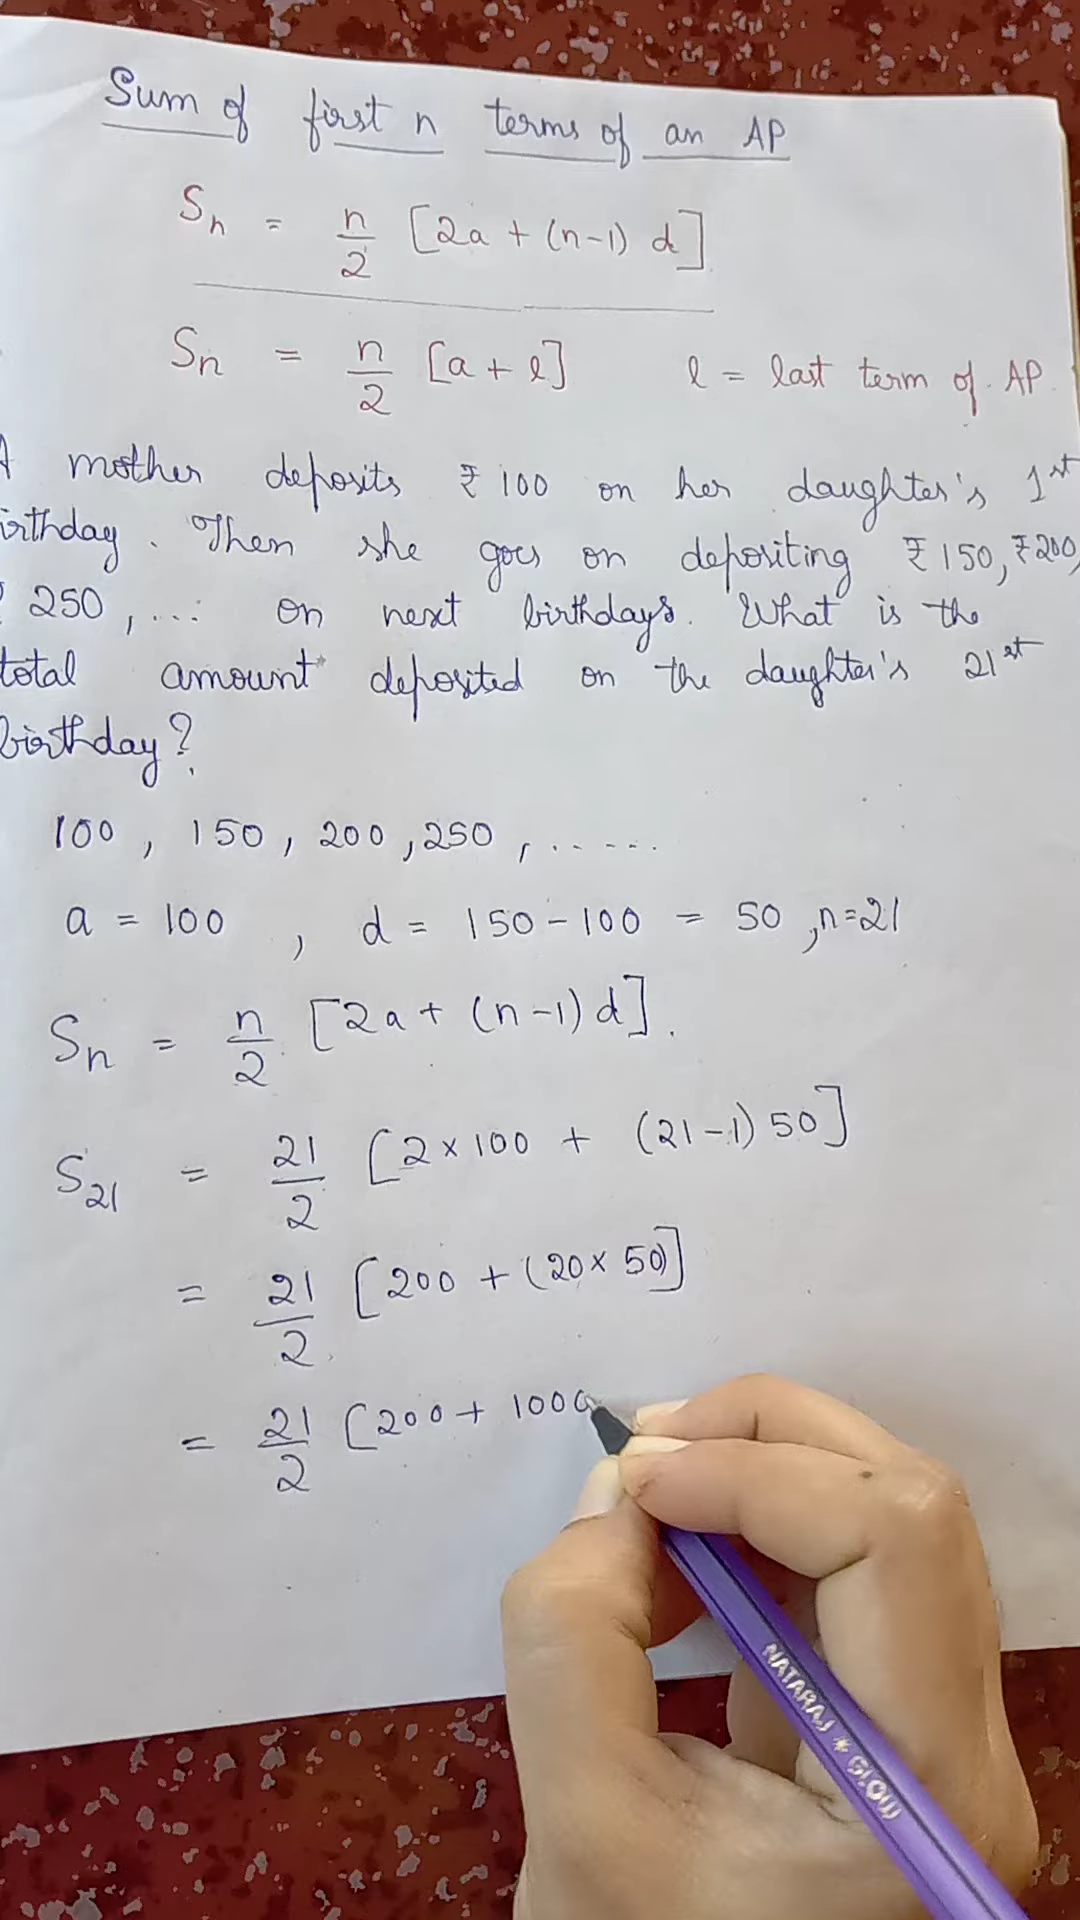 Sum of first n terms of an AP
Sn = n/2 [2a + (n-1) d]
Sn = n/2 [a + l] l = last term of AP.
A mother deposits ₹100 on her daughter's 1st
irthday. Then she goes on depositing ₹150, ₹200,
250, ... on next birthdays. What is the
total amount deposited on the daughter's 21st
birthday?
100, 150, 200, 250, ......
a = 100, d = 150-100 = 50, n=21
Sn = n/2 [2a + (n-1) d].
S21 = 21/2 [2×100 + (21-1) 50]
= 21/2 [200 + (20×50)]
= 21/2 [200 + 1000
NATARAJ * GLOW